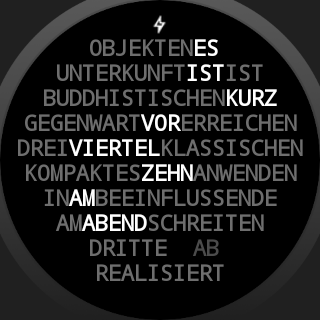 OBJEKTENES
UNTERKUNFTISTIST
BUDDHISTISCHENKURZ
GEGENWARTVORERREICHEN
DREIVIERTELKLASSISCHEN
KOMPAKTESZEHNANWENDEN
INAMBEEINFLUSSENDE
AMABENDSCHREITEN
DRITTE AB
REALISIERT